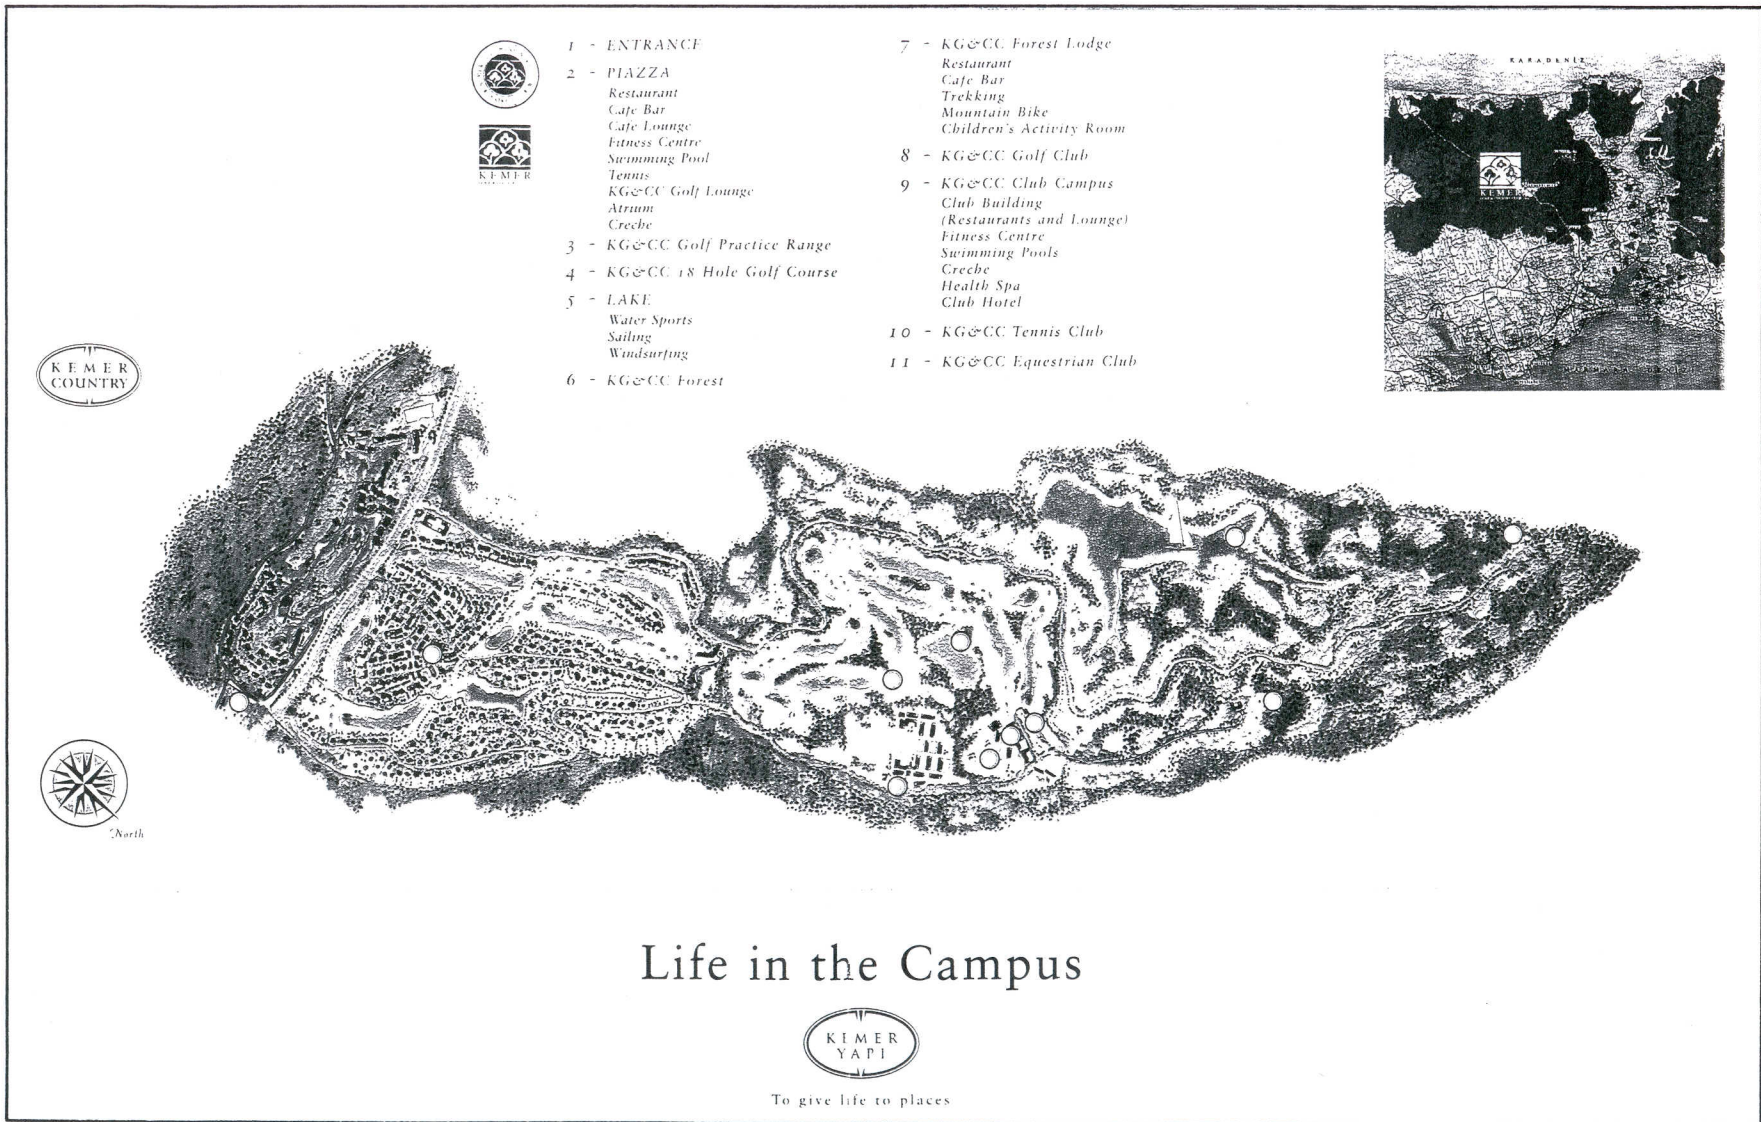 1 - ENTRANCE
2 - PIAZZA
Restaurant
Cafe Bar
Cafe Lounge
Fitness Centre
Swimming Pool
Tennis
KG&CC Golf Lounge
Atrium
Creche
3 - KG&CC Golf Practice Range
4 - KG&CC 18 Hole Golf Course
5 - LAKE
Water Sports
Sailing
Windsurfing
6 - KG&CC Forest
7 - KG&CC Forest Lodge
Restaurant
Cafe Bar
Trekking
Mountain Bike
Children's Activity Room
8 - KG&CC Golf Club
9 - KG&CC Club Campus
Club Building
(Restaurants and Lounge)
Fitness Centre
Swimming Pools
Creche
Health Spa
Club Hotel
10 - KG&CC Tennis Club
11 - KG&CC Equestrian Club
KEMER
KARADENİZ
KEMER
KEMER
COUNTRY
North
Life in the Campus
KEMER
YAPI
To give life to places